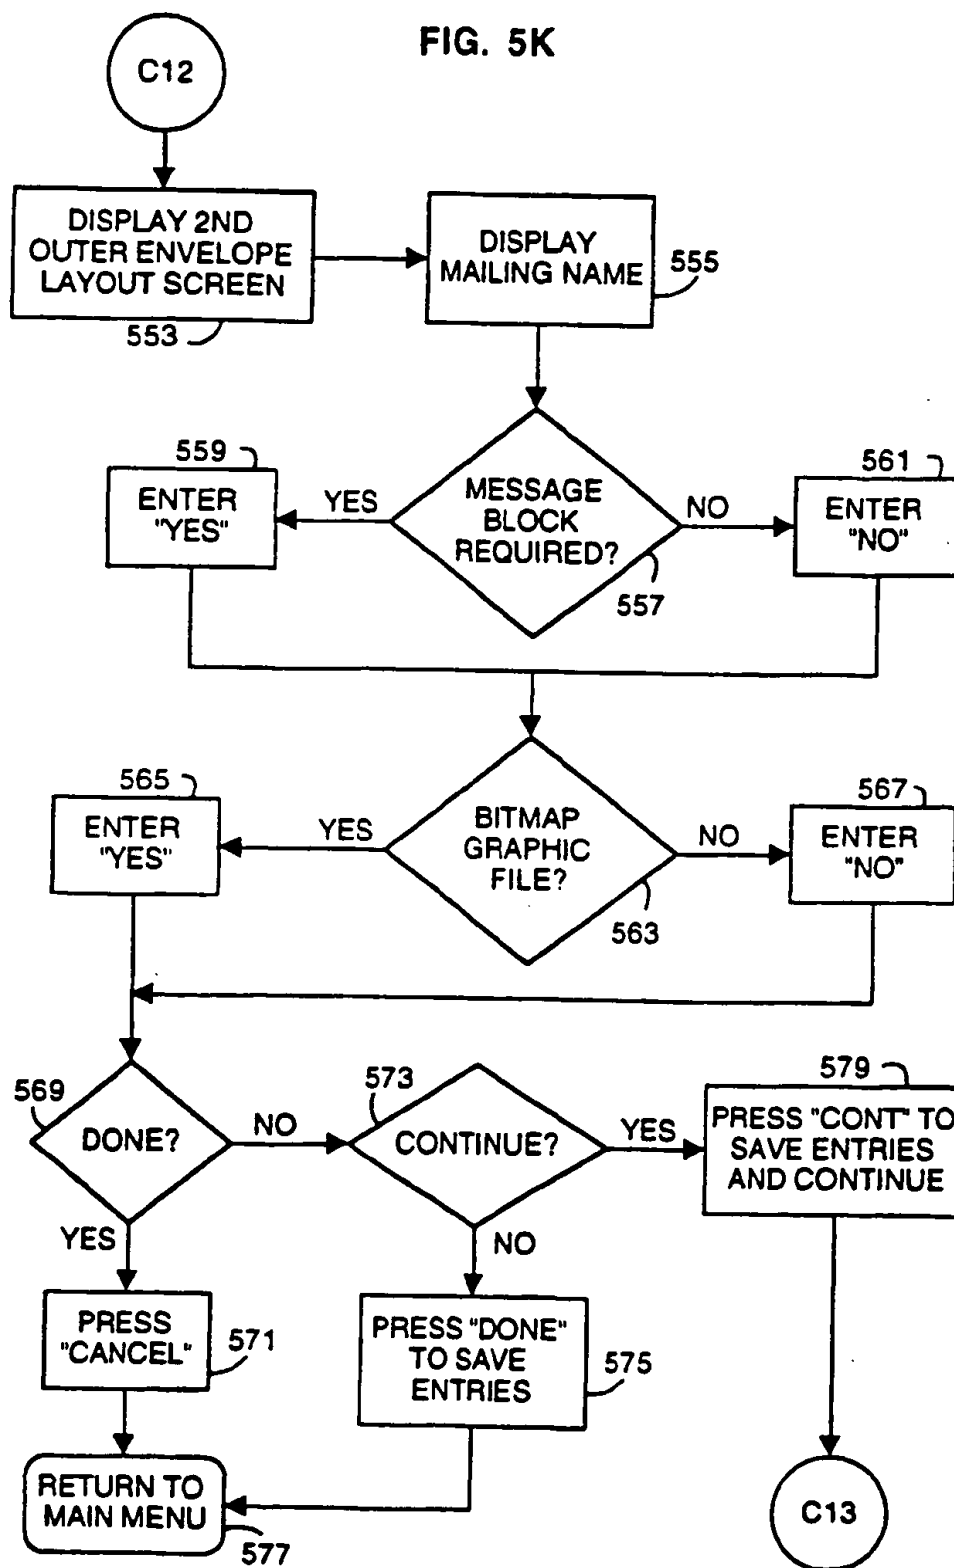 FIG. 5K
C12
DISPLAY 2ND
OUTER ENVELOPE
LAYOUT SCREEN
553
DISPLAY
MAILING NAME
555
559
ENTER
"YES"
YES
MESSAGE
BLOCK
REQUIRED?
557
NO
561
ENTER
"NO"
565
ENTER
"YES"
YES
BITMAP
GRAPHIC
FILE?
563
NO
567
ENTER
"NO"
569
DONE?
NO
573
CONTINUE?
YES
579
PRESS "CONT" TO
SAVE ENTRIES
AND CONTINUE
YES
NO
PRESS
"CANCEL"
571
PRESS "DONE"
TO SAVE
ENTRIES
575
RETURN TO
MAIN MENU
577
C13